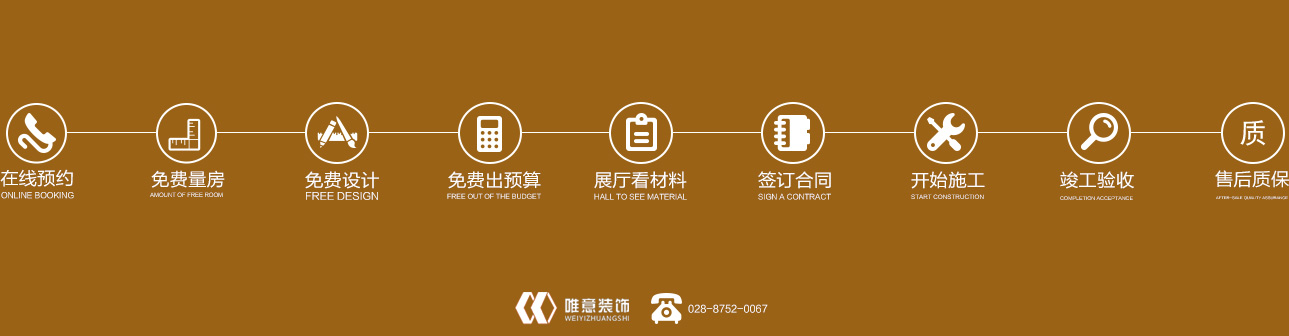 质
在线预约
ONLINE BOOKING
免费量房
AMOUNT OF FREE ROOM
免费设计
FREE DESIGN
免费出预算
FREE OUT OF THE BUDGET
展厅看材料
HALL TO SEE MATERIAL
签订合同
SIGN A CONTRACT
开始施工
START CONSTRUCTION
竣工验收
COMPLETION ACCEPTANCE
售后质保
AFTER-SALE QUALITY ASSURANCE
唯意装饰
WEIYIZHUANGSHI
028-8752-0067